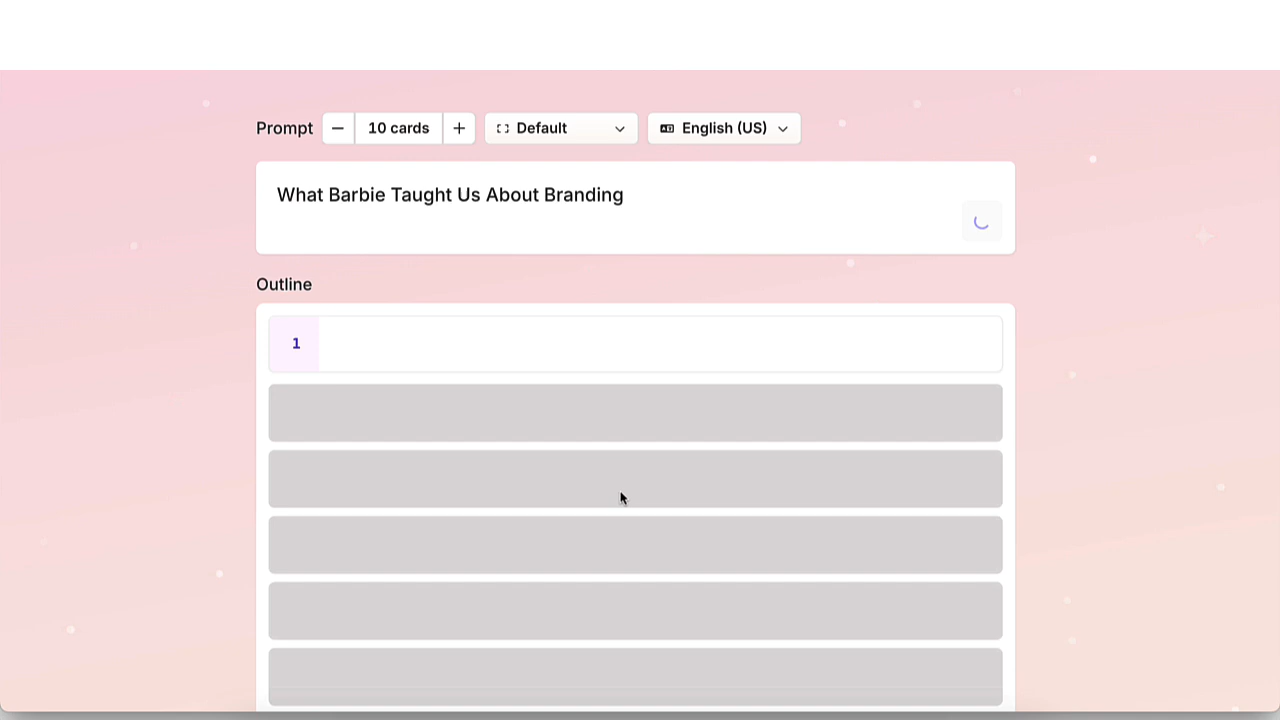 Prompt
10 cards
Default
English (US)
What Barbie Taught Us About Branding
Outline
1